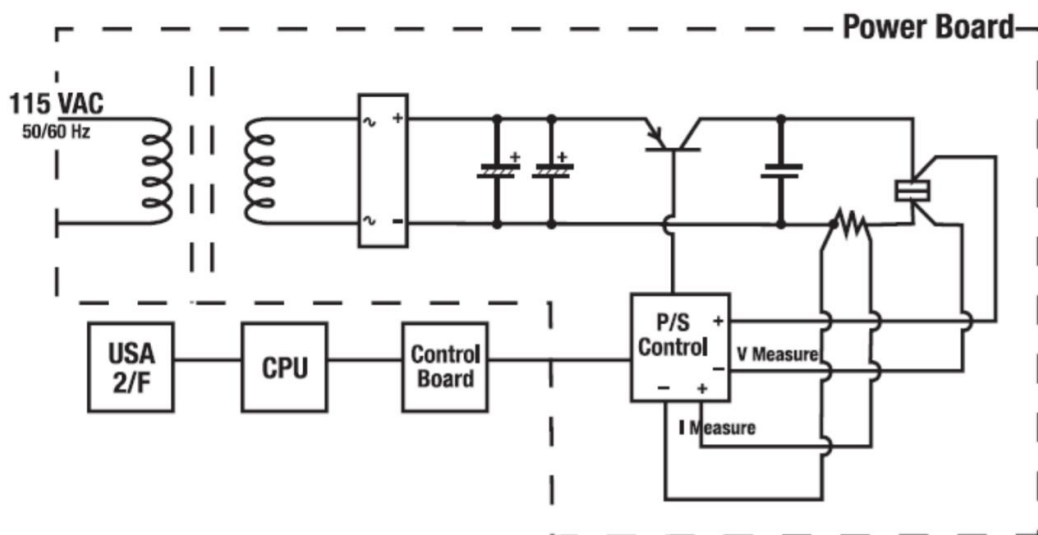 Power Board
115 VAC
50/60 Hz
~ +
+ +
~ -
P/S
Control
+
-
V Measure
- +
I Measure
USA
2/F
CPU
Control
Board